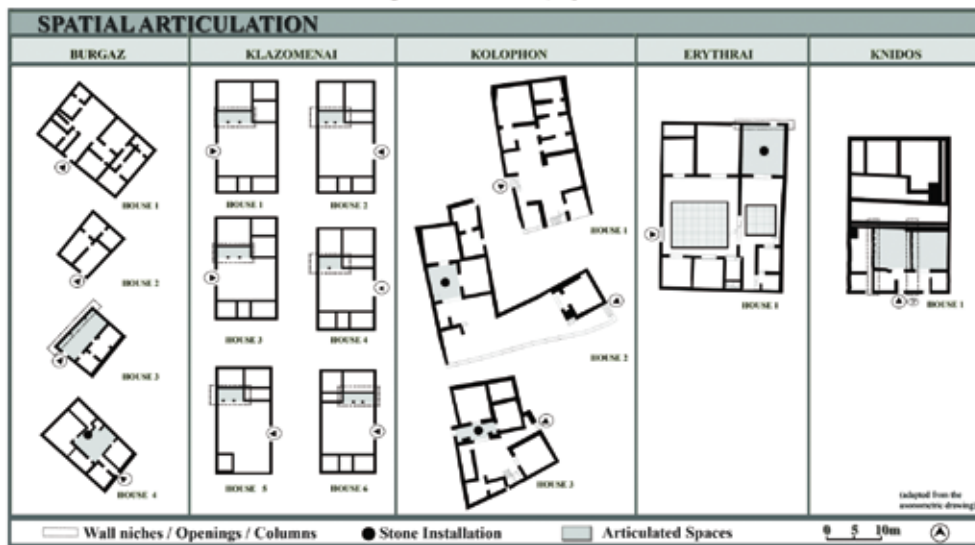 SPATIAL ARTICULATION
BURGAZ KLAZOMENAI KOLOPHON ERYTHRAI KNIDOS
HOUSE 1
HOUSE 2
HOUSE 3
HOUSE 4
HOUSE 1 HOUSE 2
HOUSE 3 HOUSE 4
HOUSE 5 HOUSE 6
HOUSE 1
HOUSE 2
HOUSE 3
HOUSE 1
HOUSE 1
?
(adapted from the
axonometric drawing)
Wall niches / Openings / Columns Stone Installation Articulated Spaces 0 5 10m